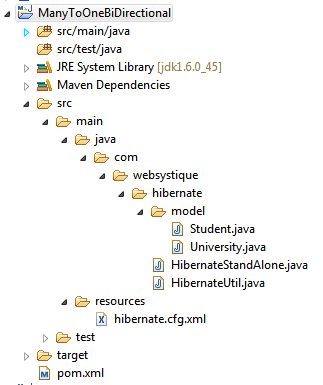 ManyToOneBiDirectional
src/main/java
src/test/java
JRE System Library [jdk1.6.0_45]
Maven Dependencies
src
main
java
com
websystique
hibernate
model
Student.java
University.java
HibernateStandAlone.java
HibernateUtil.java
resources
hibernate.cfg.xml
test
target
pom.xml